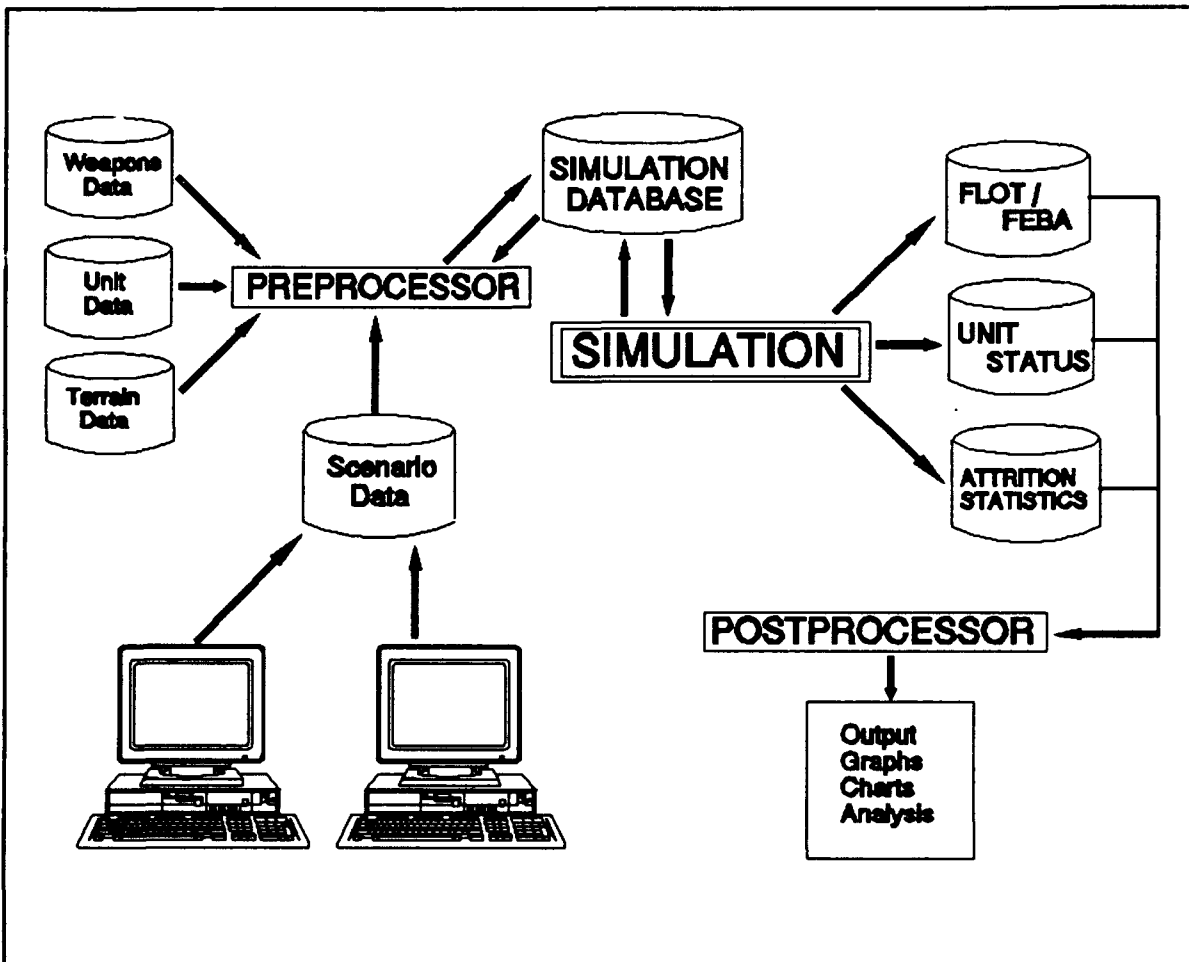 Weapons
Data
Unit
Data
Terrain
Data
PREPROCESSOR
Scenario
Data
SIMULATION
DATABASE
SIMULATION
FLOT /
FEBA
UNIT
STATUS
ATTRITION
STATISTICS
POSTPROCESSOR
Output
Graphs
Charts
Analysis